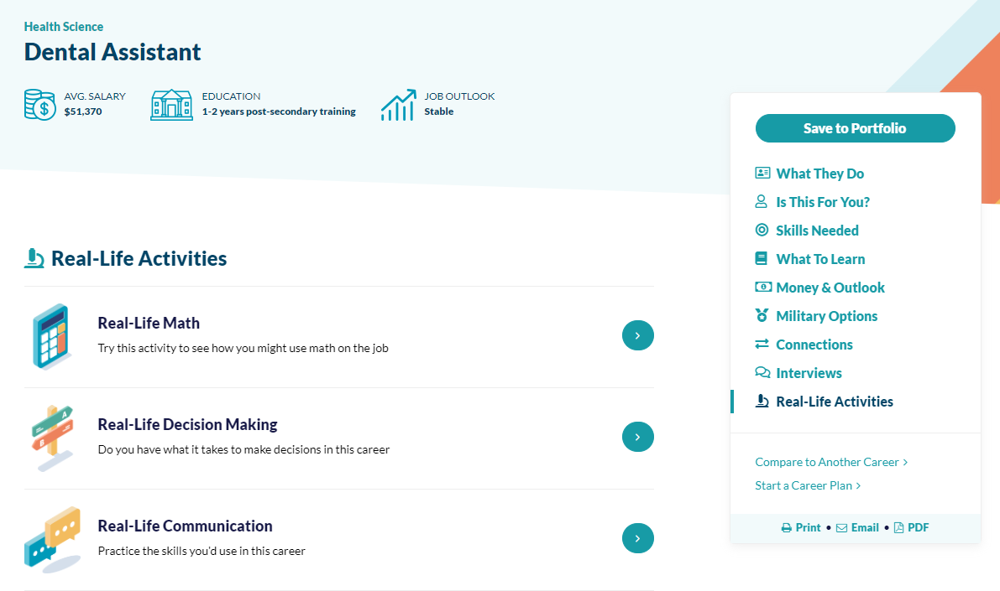 Health Science
Dental Assistant
AVG. SALARY
$51,370
EDUCATION
1-2 years post-secondary training
JOB OUTLOOK
Stable
Save to Portfolio
What They Do
Is This For You?
Skills Needed
What To Learn
Money & Outlook
Military Options
Connections
Interviews
Real-Life Activities
Compare to Another Career
Start a Career Plan
Print • Email • PDF
Real-Life Activities
Real-Life Math
Try this activity to see how you might use math on the job
Real-Life Decision Making
Do you have what it takes to make decisions in this career
Real-Life Communication
Practice the skills you'd use in this career
A
B